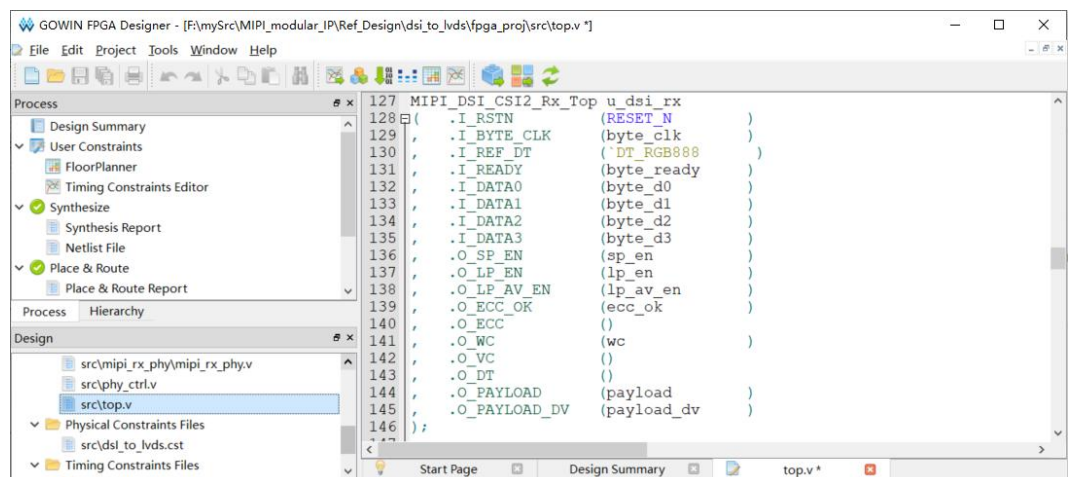 GOWIN FPGA Designer - [F:\mySrc\MIPI_modular_IP\Ref_Design\dsi_to_lvds\fpga_proj\src\top.v *]
File Edit Project Tools Window Help
Process
Design Summary
User Constraints
FloorPlanner
Timing Constraints Editor
Synthesize
Synthesis Report
Netlist File
Place & Route
Place & Route Report
Process Hierarchy
Design
src\mipi_rx_phy\mipi_rx_phy.v
src\phy_ctrl.v
src\top.v
Physical Constraints Files
src\dsI_to_lvds.cst
Timing Constraints Files
127 MIPI_DSI_CSI2_Rx_Top u_dsi_rx
128 ( .I_RSTN (RESET_N )
129 , .I_BYTE_CLK (byte_clk )
130 , .I_REF_DT (`DT_RGB888 )
131 , .I_READY (byte_ready )
132 , .I_DATA0 (byte_d0 )
133 , .I_DATA1 (byte_d1 )
134 , .I_DATA2 (byte_d2 )
135 , .I_DATA3 (byte_d3 )
136 , .O_SP_EN (sp_en )
137 , .O_LP_EN (lp_en )
138 , .O_LP_AV_EN (lp_av_en )
139 , .O_ECC_OK (ecc_ok )
140 , .O_ECC ()
141 , .O_WC (wc )
142 , .O_VC ()
143 , .O_DT ()
144 , .O_PAYLOAD (payload )
145 , .O_PAYLOAD_DV (payload_dv )
146 );
Start Page Design Summary top.v *